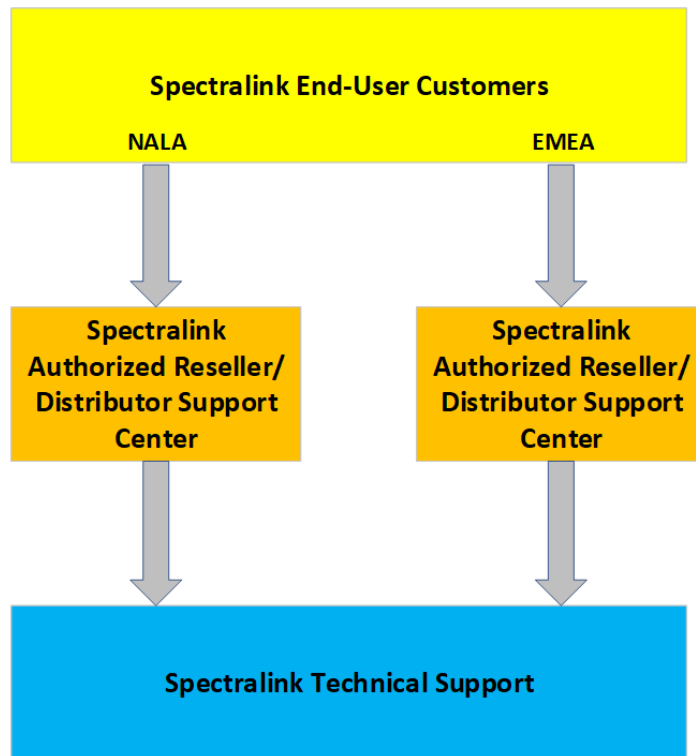 Spectralink End-User Customers
NALA
EMEA
Spectralink
Authorized Reseller/
Distributor Support
Center
Spectralink
Authorized Reseller/
Distributor Support
Center
Spectralink Technical Support